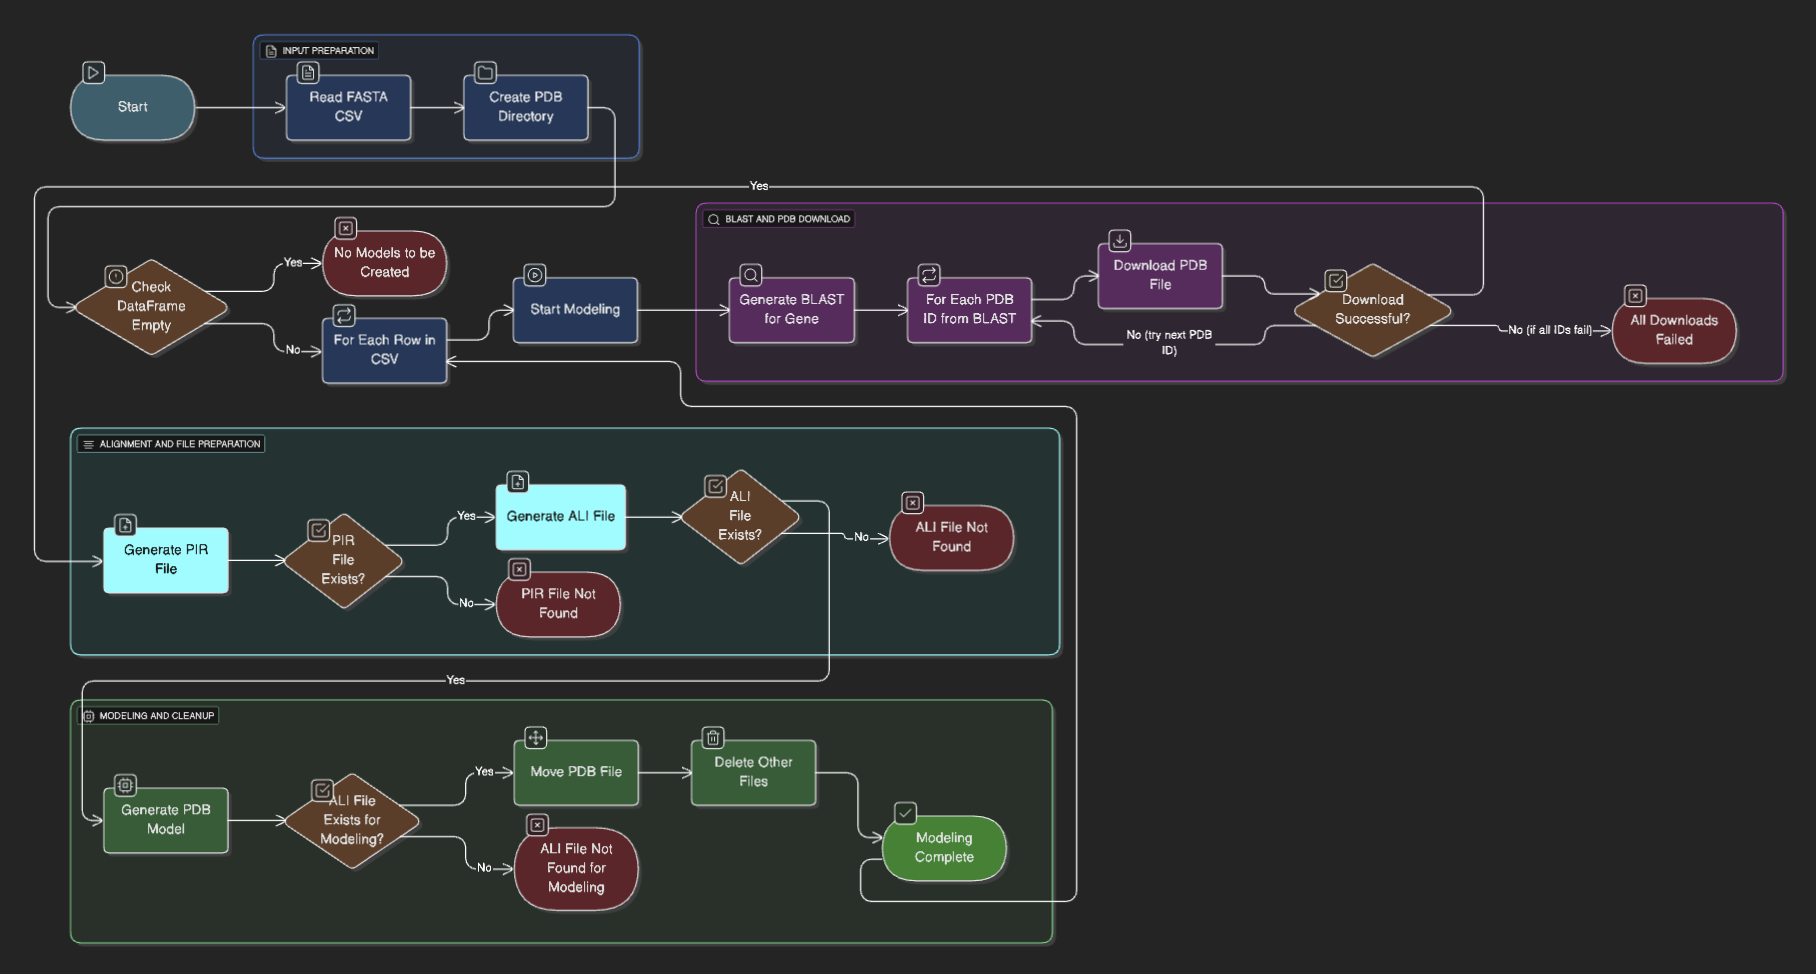 INPUT PREPARATION
Start
Read FASTA
CSV
Create PDB
Directory
Yes
BLAST AND PDB DOWNLOAD
Check
DataFrame
Empty
Yes
No Models to be
Created
No
For Each Row in
CSV
Start Modeling
Generate BLAST
for Gene
For Each PDB
ID from BLAST
Download PDB
File
Download
Successful?
No (try next PDB
ID)
No (if all IDs fail)
All Downloads
Failed
ALIGNMENT AND FILE PREPARATION
Generate PIR
File
PIR
File
Exists?
Yes
Generate ALI File
No
PIR File Not
Found
ALI
File
Exists?
No
ALI File Not
Found
Yes
MODELING AND CLEANUP
Generate PDB
Model
ALI File
Exists for
Modeling?
Yes
Move PDB File
Delete Other
Files
No
ALI File Not
Found for
Modeling
Modeling
Complete